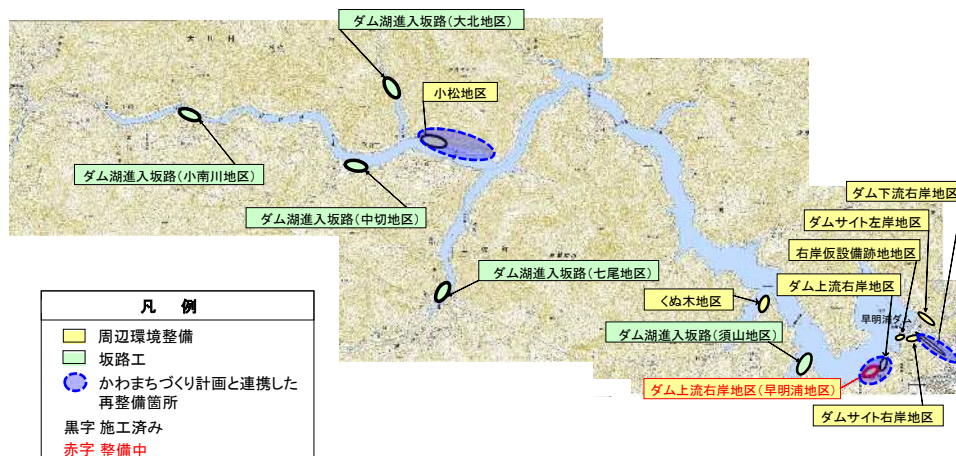 ダム湖進入坂路(大北地区)
大川村
小松地区
ダム湖進入坂路(小南川地区)
ダム湖進入坂路(中切地区)
ダム下流右岸地区
ダムサイト左岸地区
右岸仮設備跡地地区
ダム湖進入坂路(七尾地区)
ダム上流右岸地区
くぬ木地区
早明浦ダム
ダム湖進入坂路(須山地区)
ダム上流右岸地区(早明浦地区)
ダムサイト右岸地区
凡 例
周辺環境整備
坂路工
かわまちづくり計画と連携した
再整備箇所
黒字 施工済み
赤字 整備中